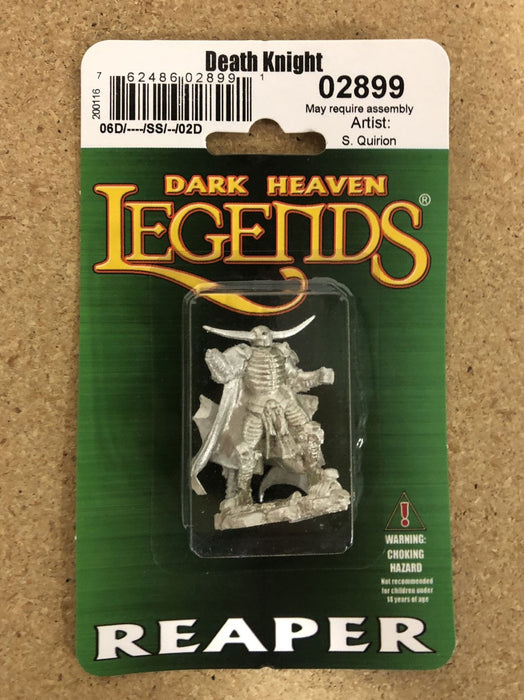 Death Knight
7 62486 02899 1
200116
06D/----/SS/--/02D
02899
May require assembly
Artist:
S. Quirion
DARK HEAVEN
LEGENDS®
WARNING:
CHOKING
HAZARD
Not recommended
for children under
14 years of age
REAPER